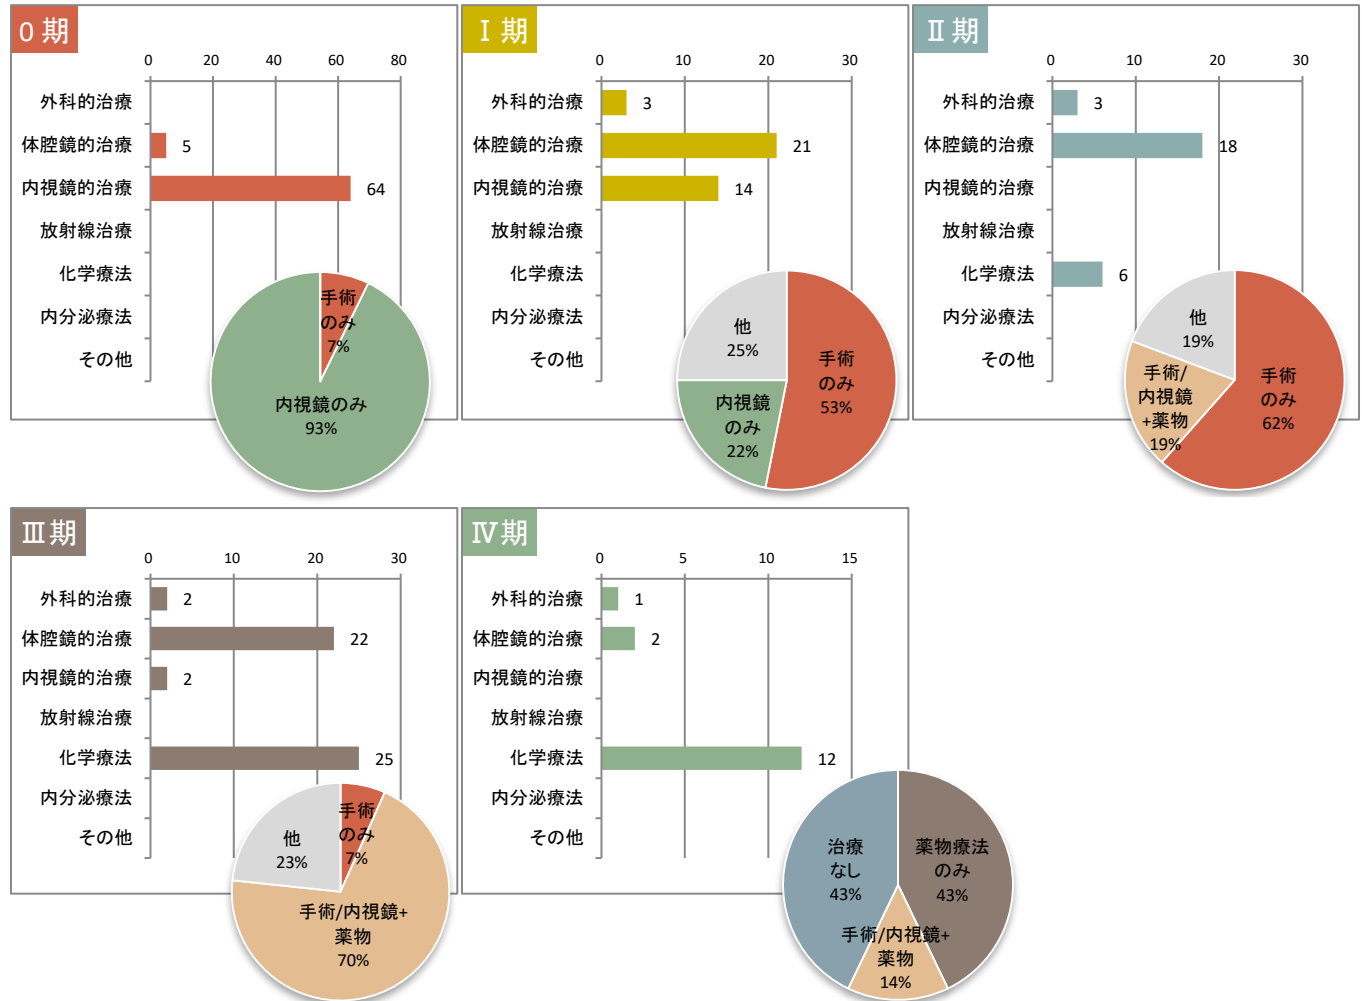 0期
0 20 40 60 80
外科的治療
体腔鏡的治療 5
内視鏡的治療 64
放射線治療
化学療法
内分泌療法
その他
手術
のみ
7%
内視鏡のみ
93%
Ⅰ期
0 10 20 30
外科的治療 3
体腔鏡的治療 21
内視鏡的治療 14
放射線治療
化学療法
内分泌療法
その他
他
25%
手術
のみ
53%
内視鏡
のみ
22%
Ⅱ期
0 10 20 30
外科的治療 3
体腔鏡的治療 18
内視鏡的治療
放射線治療
化学療法 6
内分泌療法
その他
他
19%
手術/
内視鏡
+薬物
19%
手術
のみ
62%
Ⅲ期
0 10 20 30
外科的治療 2
体腔鏡的治療 22
内視鏡的治療 2
放射線治療
化学療法 25
内分泌療法
その他
手術
のみ
7%
他
23%
手術/内視鏡+
薬物
70%
Ⅳ期
0 5 10 15
外科的治療 1
体腔鏡的治療 2
内視鏡的治療
放射線治療
化学療法 12
内分泌療法
その他
治療
なし
43%
薬物療法
のみ
43%
手術/内視鏡+
薬物
14%